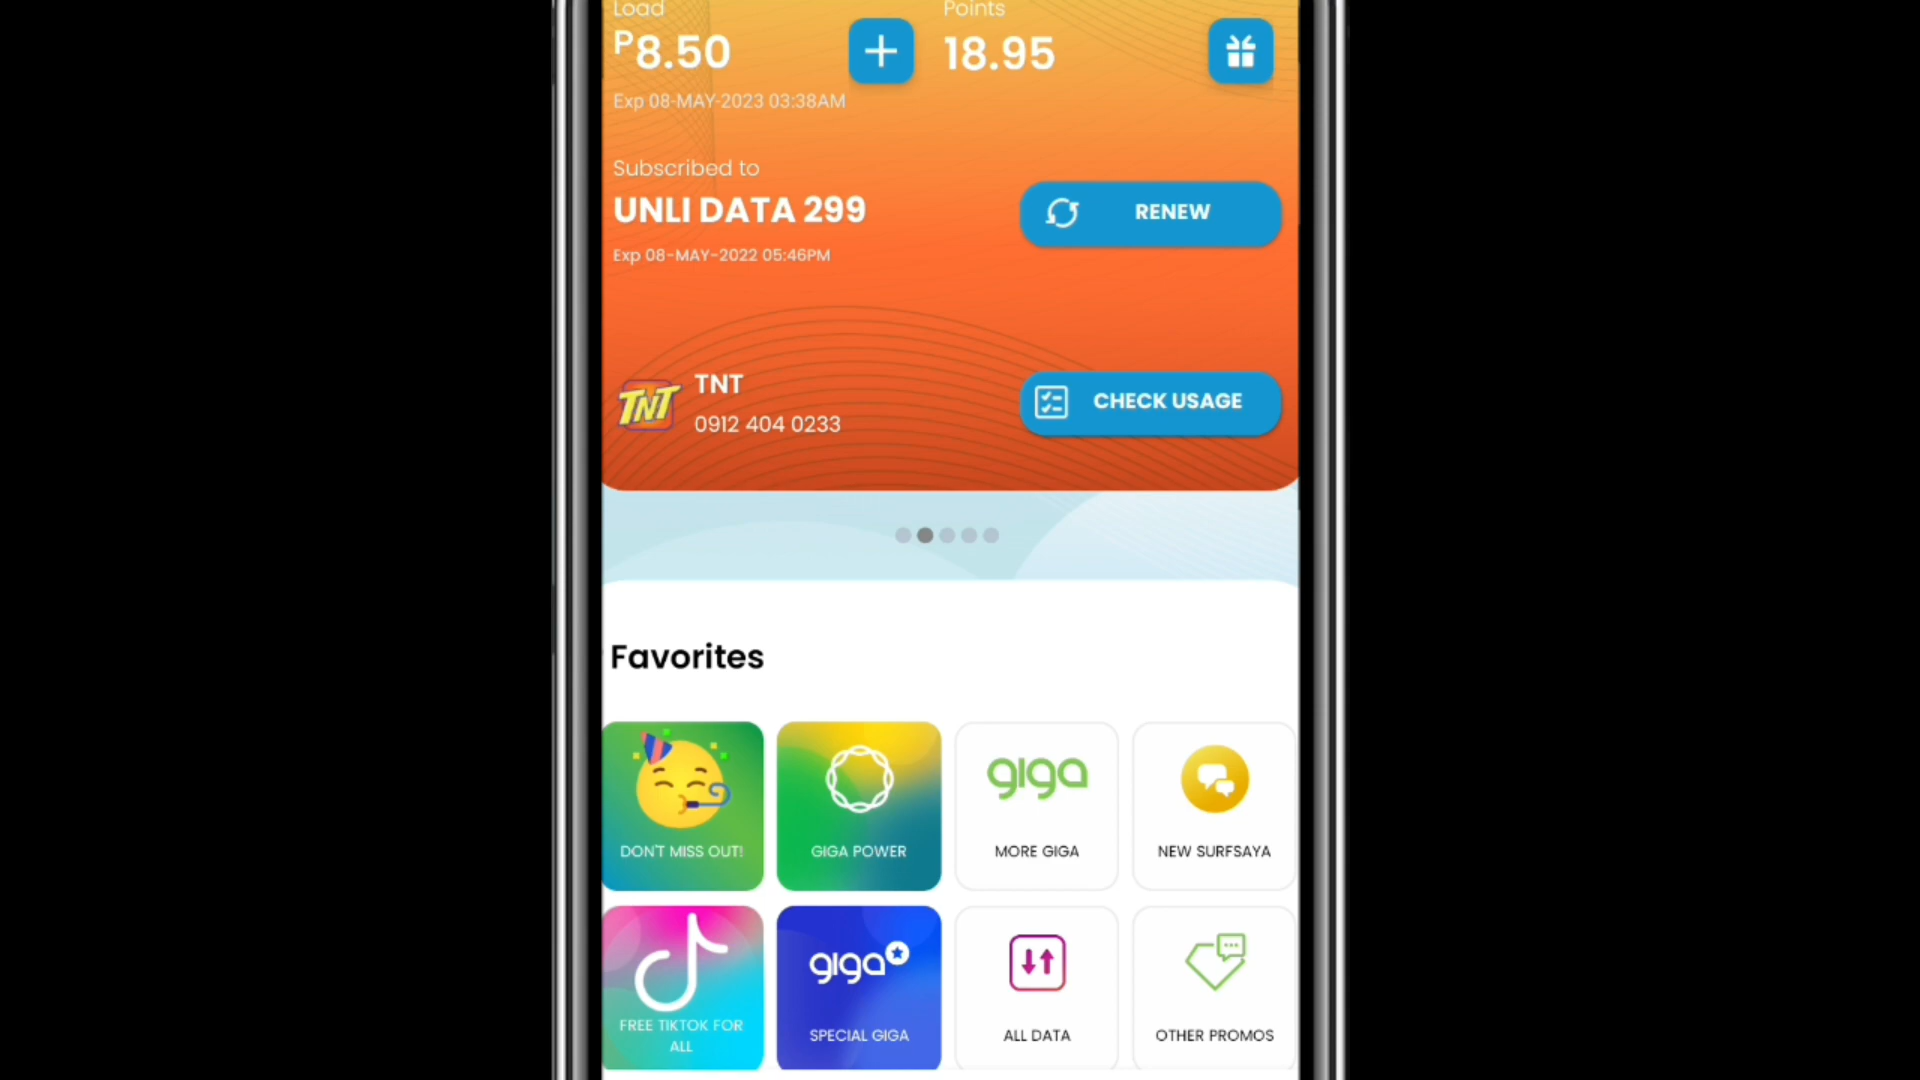 Load
Points
₱8.50
18.95
Exp 08-MAY-2023 03:38AM
Subscribed to
UNLI DATA 299
RENEW
Exp 08-MAY-2022 05:46PM
TNT
TNT
0912 404 0233
CHECK USAGE
Favorites
DON'T MISS OUT!
GIGA POWER
giga
MORE GIGA
NEW SURFSAYA
FREE TIKTOK FOR
ALL
giga
SPECIAL GIGA
ALL DATA
OTHER PROMOS